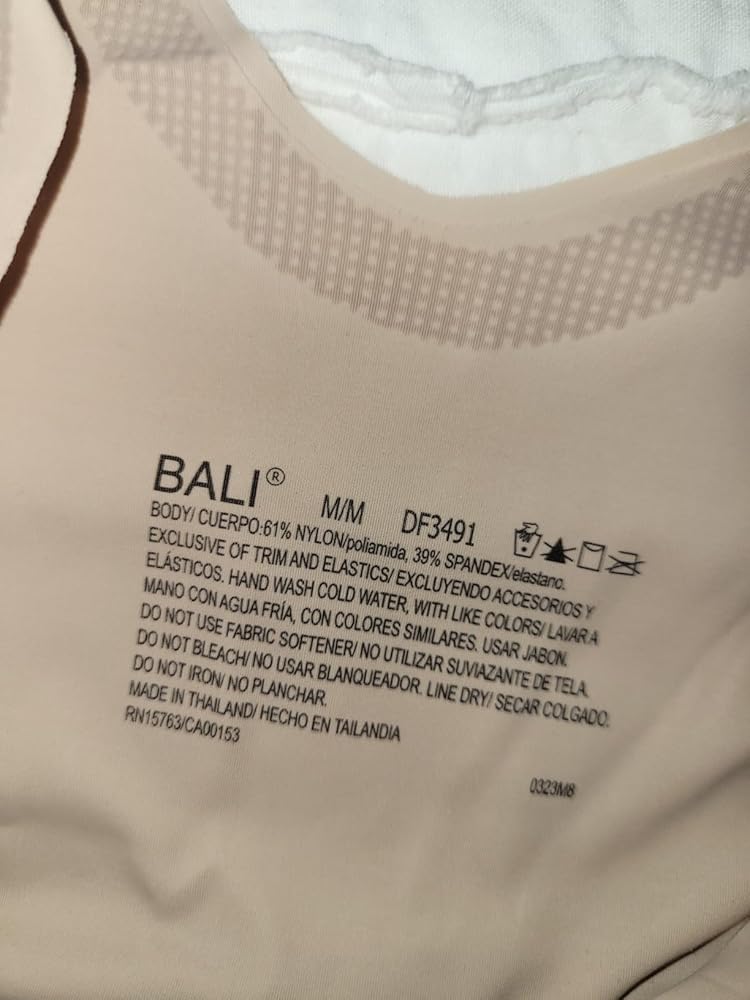 BALI® M/M DF3491
BODY/ CUERPO:61% NYLON/poliamida, 39% SPANDEX/elastano.
EXCLUSIVE OF TRIM AND ELASTICS/ EXCLUYENDO ACCESORIOS Y
ELÁSTICOS. HAND WASH COLD WATER, WITH LIKE COLORS/ LAVAR A
MANO CON AGUA FRÍA, CON COLORES SIMILARES. USAR JABON.
DO NOT USE FABRIC SOFTENER/ NO UTILIZAR SUVIAZANTE DE TELA.
DO NOT BLEACH/ NO USAR BLANQUEADOR. LINE DRY/ SECAR COLGADO.
DO NOT IRON/ NO PLANCHAR.
MADE IN THAILAND/ HECHO EN TAILANDIA
RN15763/CA00153
0323M8